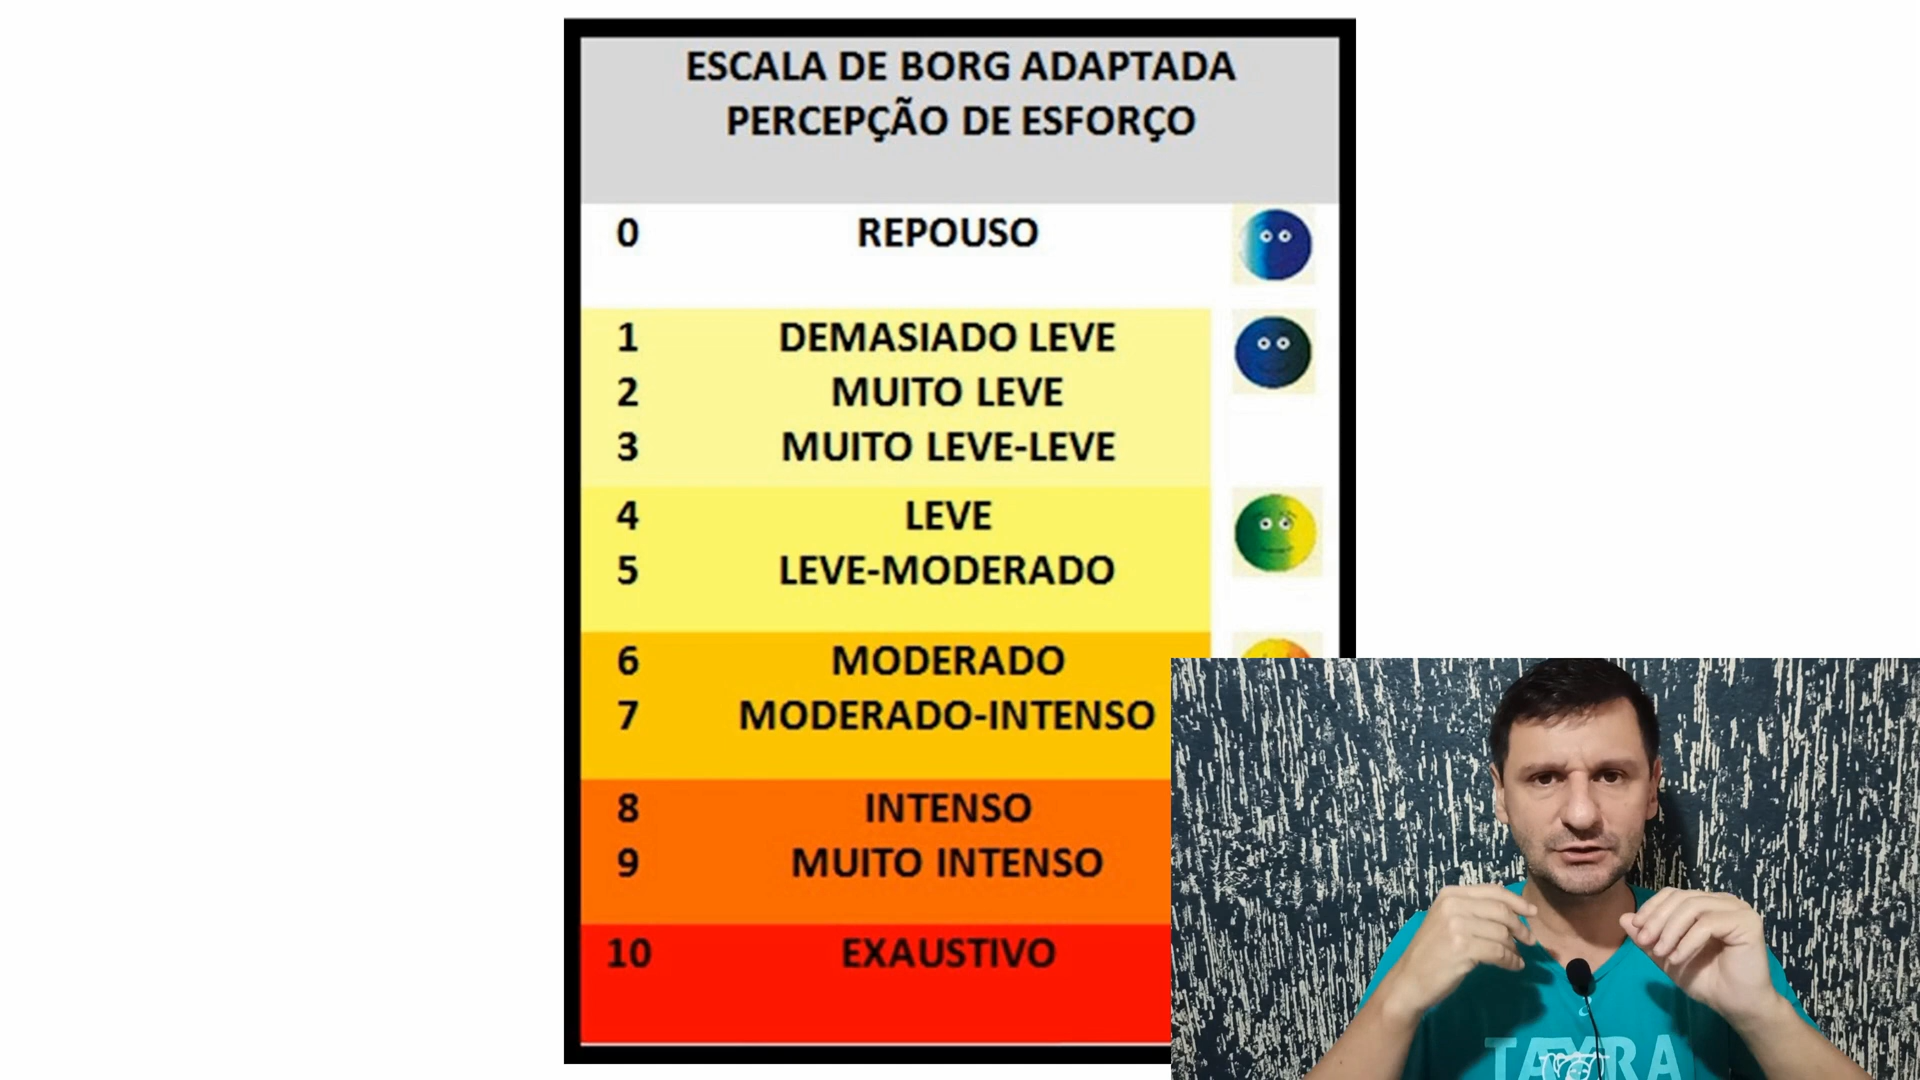 ESCALA DE BORG ADAPTADA
PERCEPÇÃO DE ESFORÇO
0 REPOUSO
1 DEMASIADO LEVE
2 MUITO LEVE
3 MUITO LEVE-LEVE
4 LEVE
5 LEVE-MODERADO
6 MODERADO
7 MODERADO-INTENSO
8 INTENSO
9 MUITO INTENSO
10 EXAUSTIVO